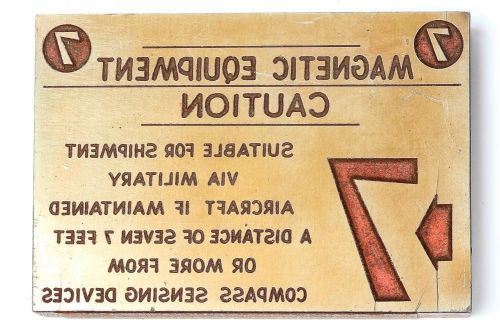 7 MAGNETIC EQUIPMENT 7
CAUTION
SUITABLE FOR SHIPMENT
VIA MILITARY
AIRCRAFT IF MAINTAINED
A DISTANCE OF SEVEN 7 FEET
OR MORE FROM
COMPASS SENSING DEVICES
7